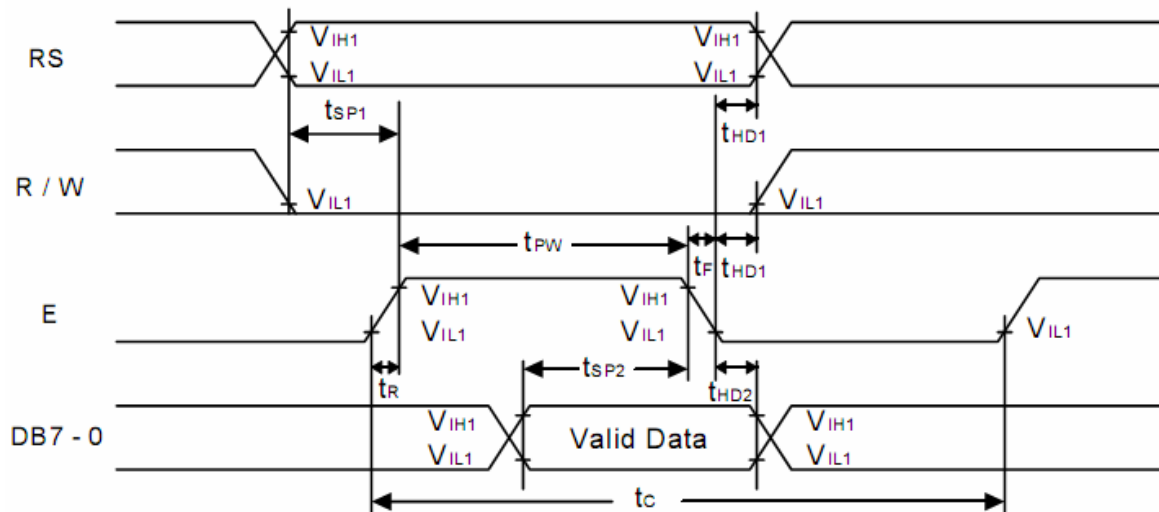 VIH1 VIH1
RS
VIL1 VIL1
tSP1 tHD1
R / W
VIL1 VIL1
tPW
tF tHD1
VIH1 VIH1
E
VIL1 VIL1 VIL1
tSP2
tR tHD2
VIH1 VIH1
DB7 - 0 Valid Data
VIL1 VIL1
tC